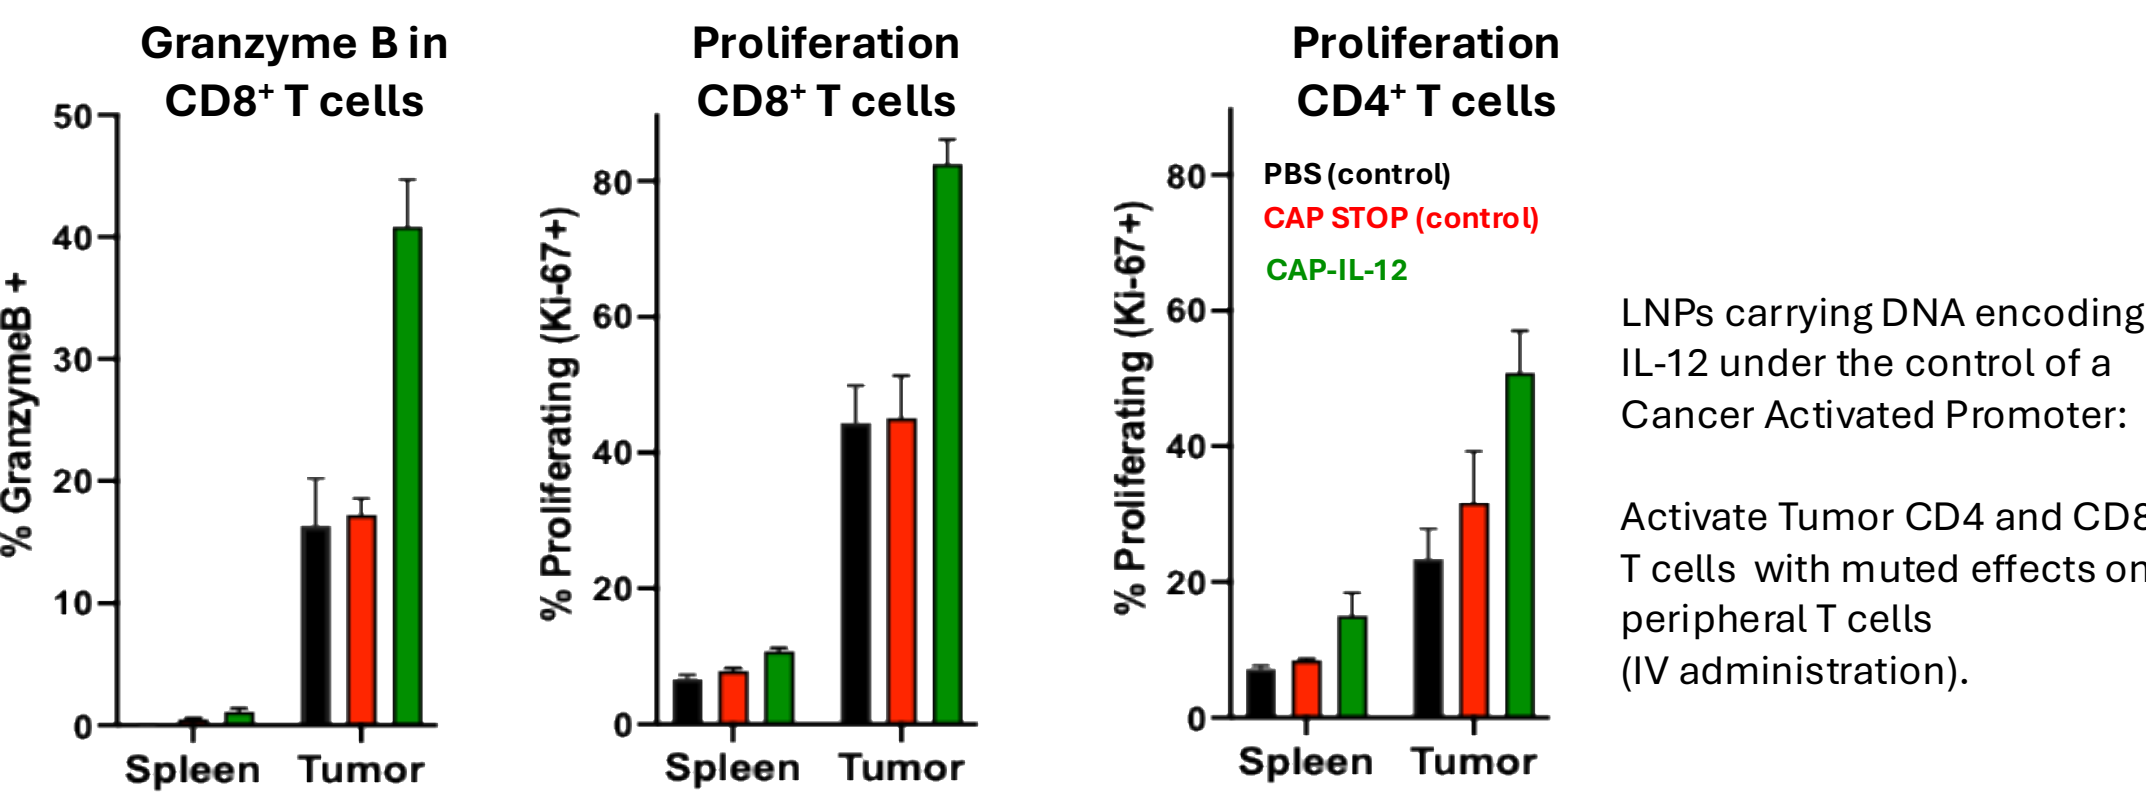 Granzyme B in
CD8⁺ T cells
% GranzymeB +
50
40
30
20
10
0
Spleen
Tumor
Proliferation
CD8⁺ T cells
% Proliferating (Ki-67+)
80
60
40
20
0
Spleen
Tumor
Proliferation
CD4⁺ T cells
% Proliferating (Ki-67+)
80
60
40
20
0
PBS (control)
CAP STOP (control)
CAP-IL-12
Spleen
Tumor
LNPs carrying DNA encoding
IL-12 under the control of a
Cancer Activated Promoter:
Activate Tumor CD4 and CD8
T cells  with muted effects on
peripheral T cells
(IV administration).